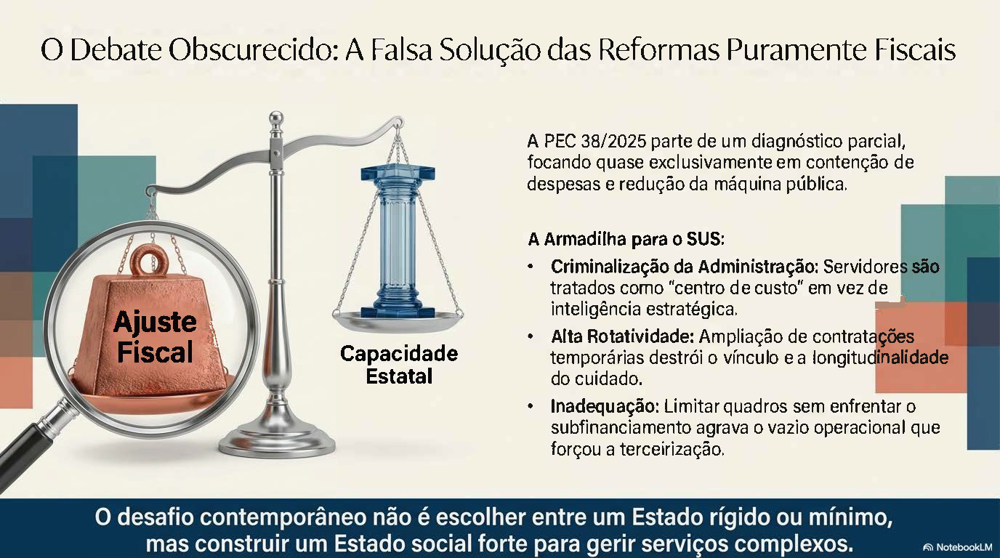 O Debate Obscurecido: A Falsa Solução das Reformas Puramente Fiscais
Ajuste
Fiscal
Capacidade
Estatal
A PEC 38/2025 parte de um diagnóstico parcial,
focando quase exclusivamente em contenção de
despesas e redução da máquina pública.
A Armadilha para o SUS:
• Criminalização da Administração: Servidores são
tratados como "centro de custo" em vez de
inteligência estratégica.
• Alta Rotatividade: Ampliação de contratações
temporárias destrói o vínculo e a longitudinalidade
do cuidado.
• Inadequação: Limitar quadros sem enfrentar o
subfinanciamento agrava o vazio operacional que
forçou a terceirização.
O desafio contemporâneo não é escolher entre um Estado rígido ou mínimo,
mas construir um Estado social forte para gerir serviços complexos.
NotebookLM